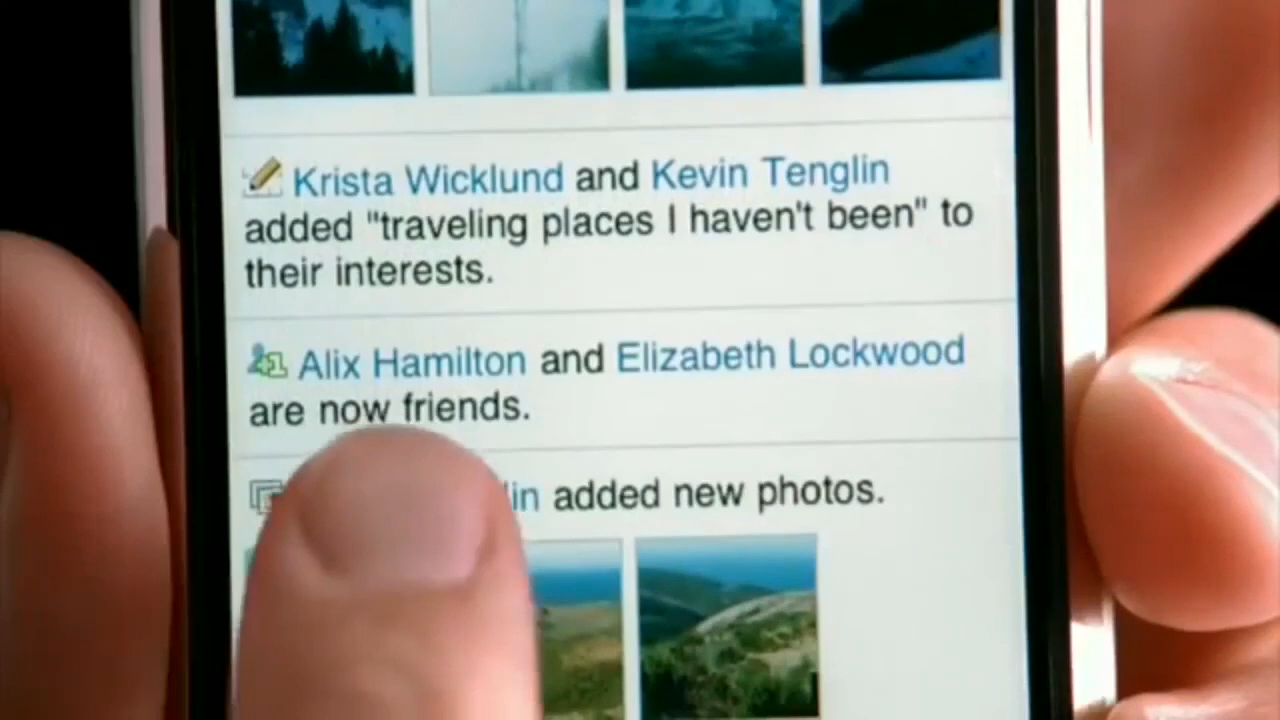 Krista Wicklund and Kevin Tenglin
added "traveling places I haven't been" to
their interests.
Alix Hamilton and Elizabeth Lockwood
are now friends.
added new photos.